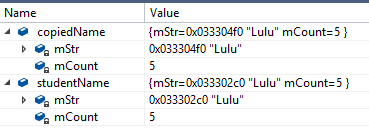 Name Value
copiedName {mStr=0x033304f0 "Lulu" mCount=5 }
mStr 0x033304f0 "Lulu"
mCount 5
studentName {mStr=0x033302c0 "Lulu" mCount=5 }
mStr 0x033302c0 "Lulu"
mCount 5